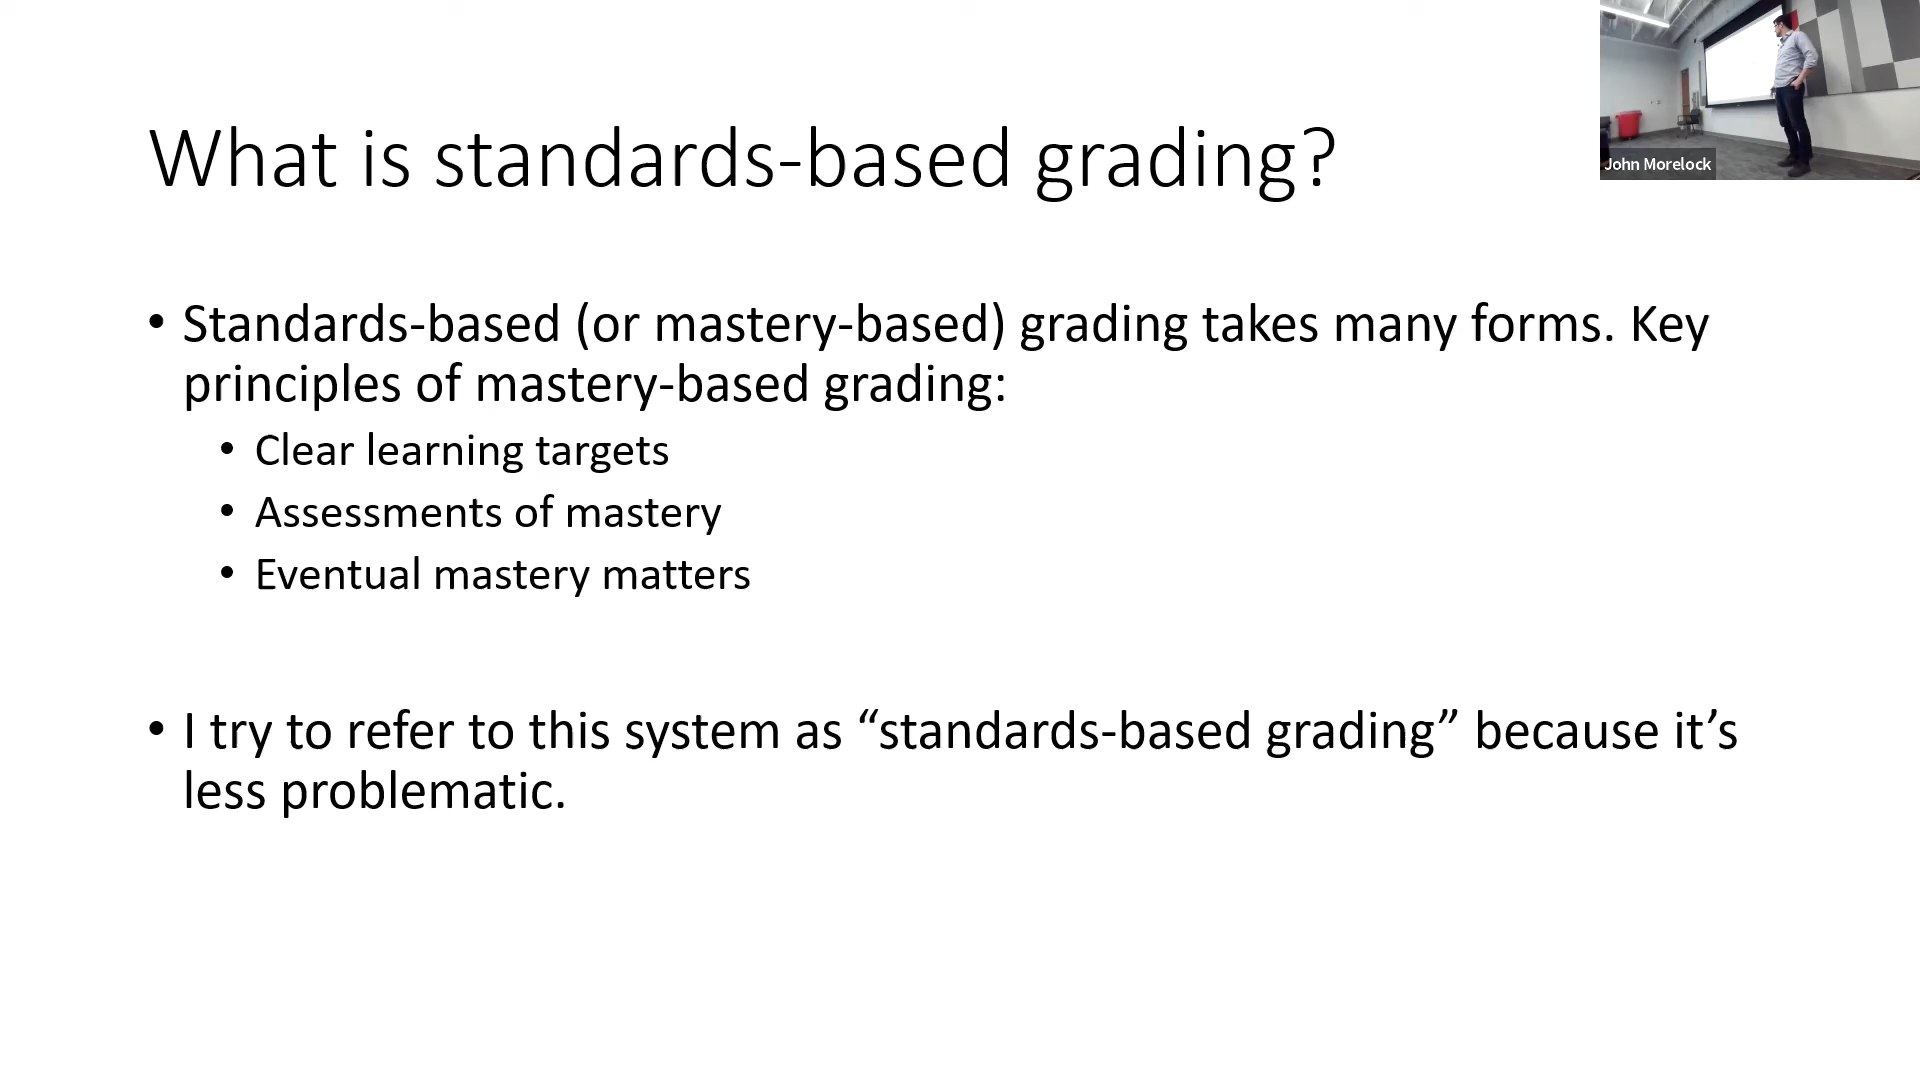 What is standards-based grading?
John Morelock
• Standards-based (or mastery-based) grading takes many forms. Key
principles of mastery-based grading:
• Clear learning targets
• Assessments of mastery
• Eventual mastery matters
• I try to refer to this system as “standards-based grading” because it’s
less problematic.